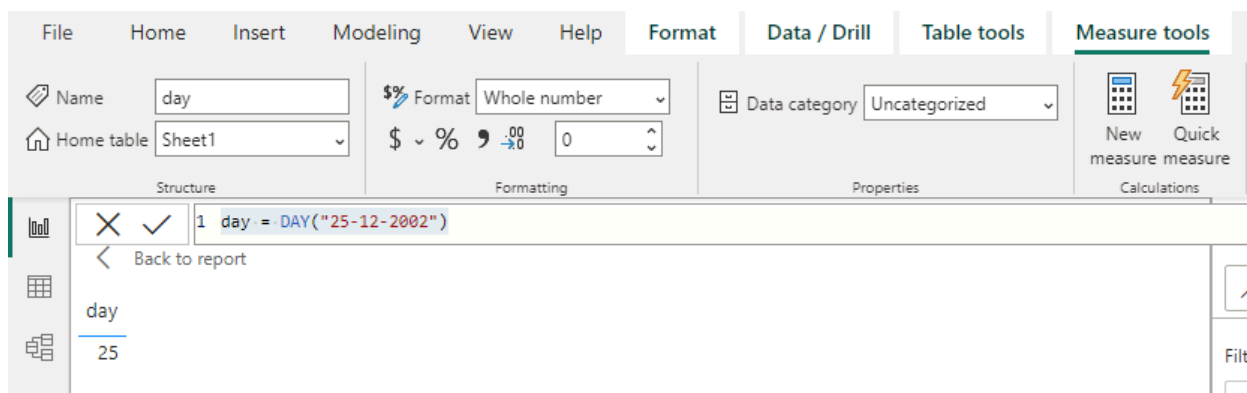 File Home Insert Modeling View Help Format Data / Drill Table tools Measure tools
Name day $% Format Whole number Data category Uncategorized
Home table Sheet1 $ % , .00 →0 0 New measure Quick measure
Structure Formatting Properties Calculations
1 day = DAY("25-12-2002")
Back to report
day
25
Filt